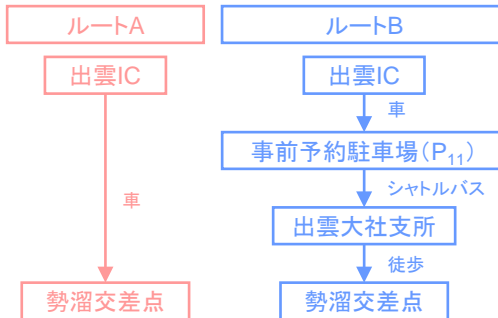 ルートA
ルートB
出雲IC
出雲IC
車
事前予約駐車場(P11)
シャトルバス
車
出雲大社支所
徒歩
勢溜交差点
勢溜交差点